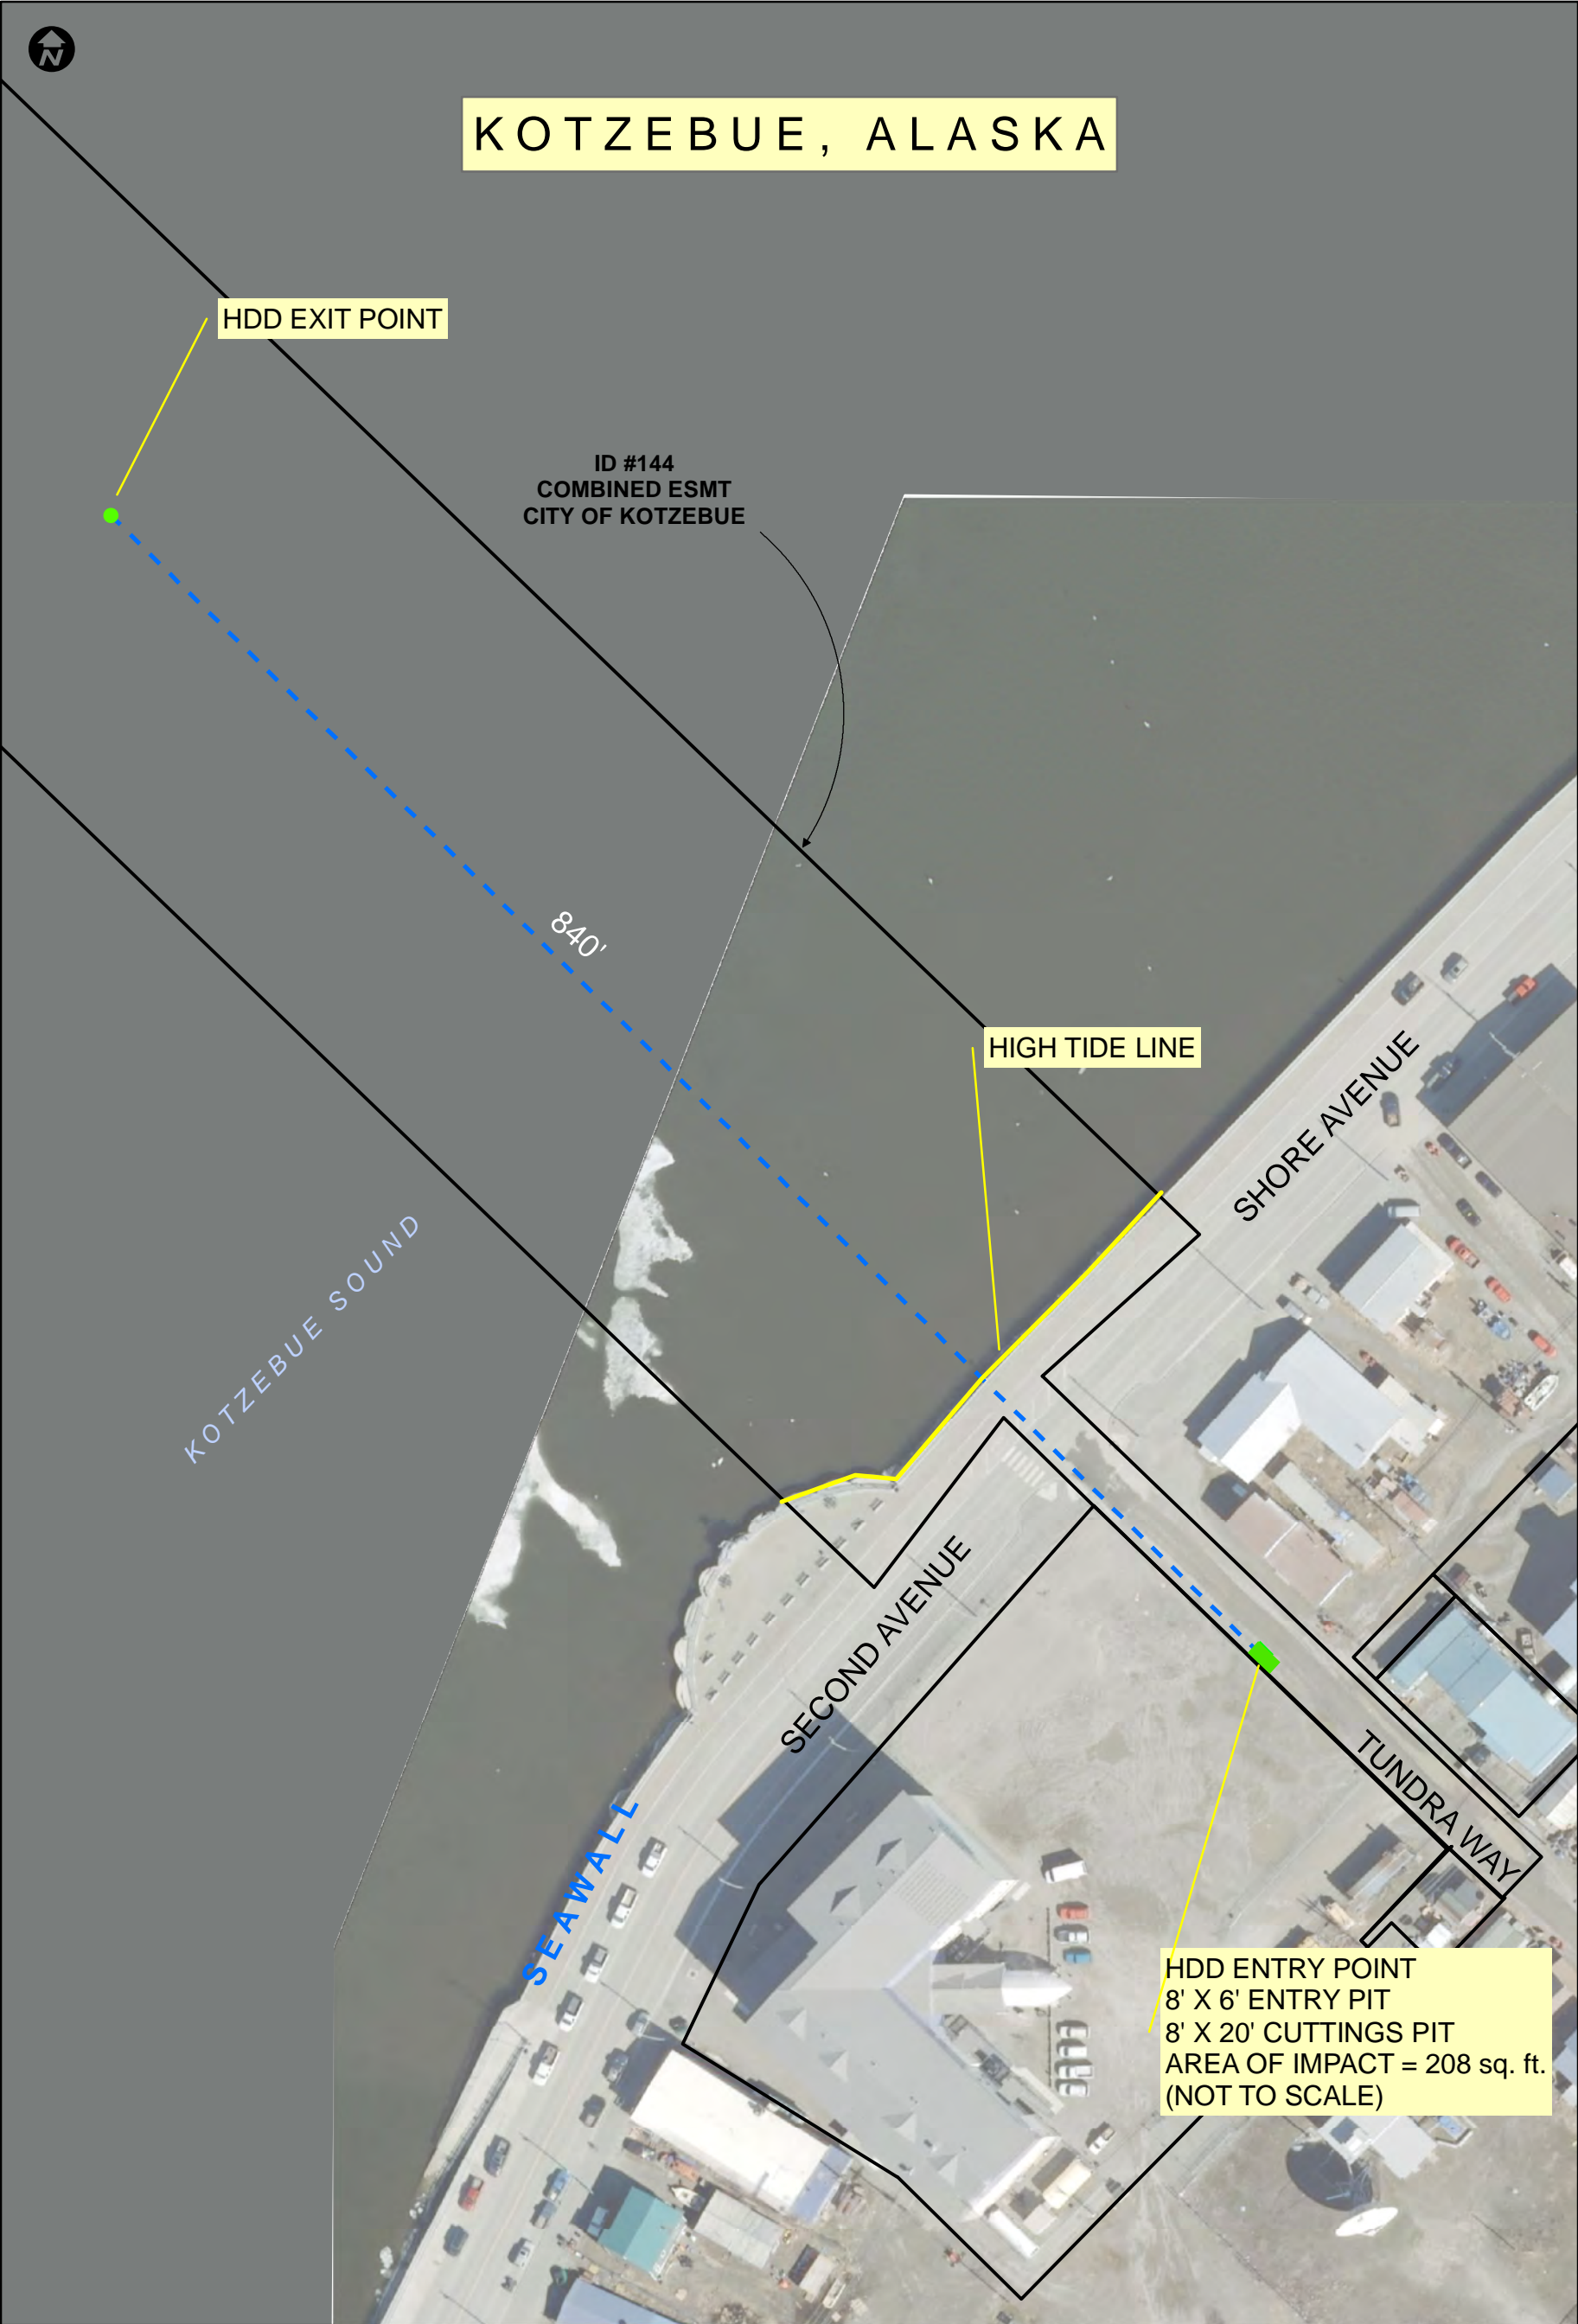 N
KOTZEBUE, ALASKA
HDD EXIT POINT
ID #144
COMBINED ESMT
CITY OF KOTZEBUE
840'
HIGH TIDE LINE
SHORE AVENUE
KOTZEBUE SOUND
SECOND AVENUE
TUNDRA WAY
SEAWALL
HDD ENTRY POINT
8' X 6' ENTRY PIT
8' X 20' CUTTINGS PIT
AREA OF IMPACT = 208 sq. ft.
(NOT TO SCALE)